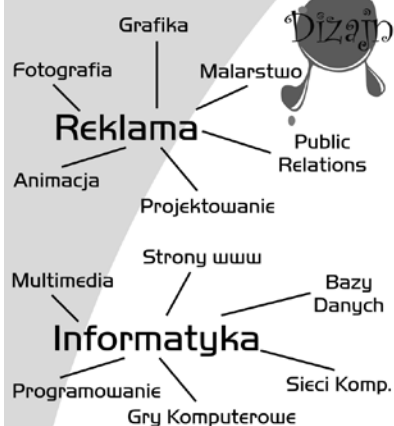 Dizajn
Grafika
Fotografia
Malarstwo
Reklama
Public
Relations
Animacja
Projektowanie
Strony www
Multimedia
Bazy
Danych
Informatyka
Sieci Komp.
Programowanie
Gry Komputerowe